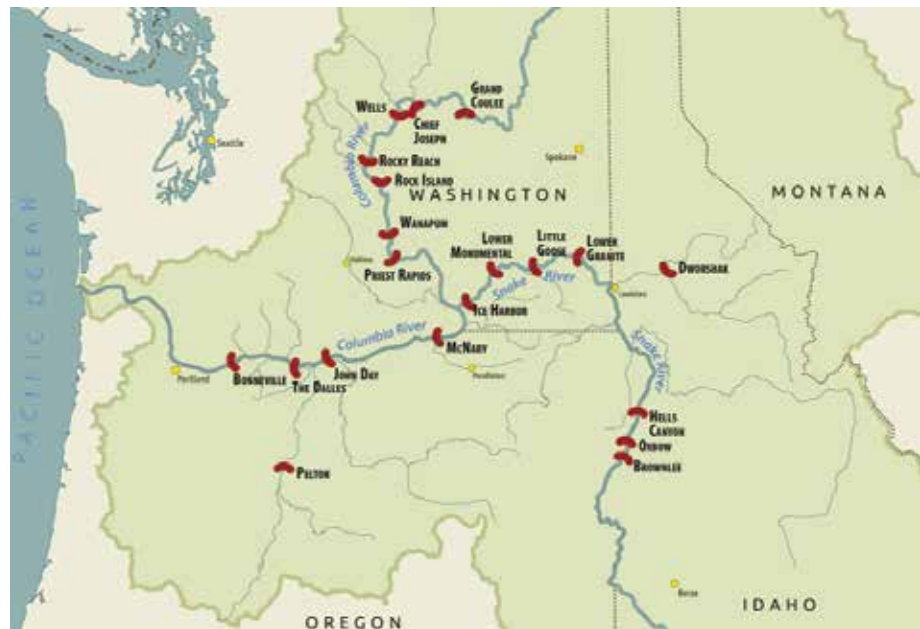 GRAND
COULEE
WELLS
CHIEF
JOSEPH
Seattle
Columbia River
Spokane
ROCKY REACH
ROCK ISLAND
WASHINGTON
MONTANA
PACIFIC OCEAN
WANAPUM
LOWER
MONUMENTAL
LITTLE
GOOSE
LOWER
GRANITE
DWORSHAK
PRIEST RAPIDS
Snake River
ICE HARBOR
Columbia River
MCNARY
Snake River
Portland
BONNEVILLE
THE DALLES
JOHN DAY
Pendleton
HELLS
CANYON
OXBOW
BROWNLEE
PELTON
Boise
IDAHO
OREGON